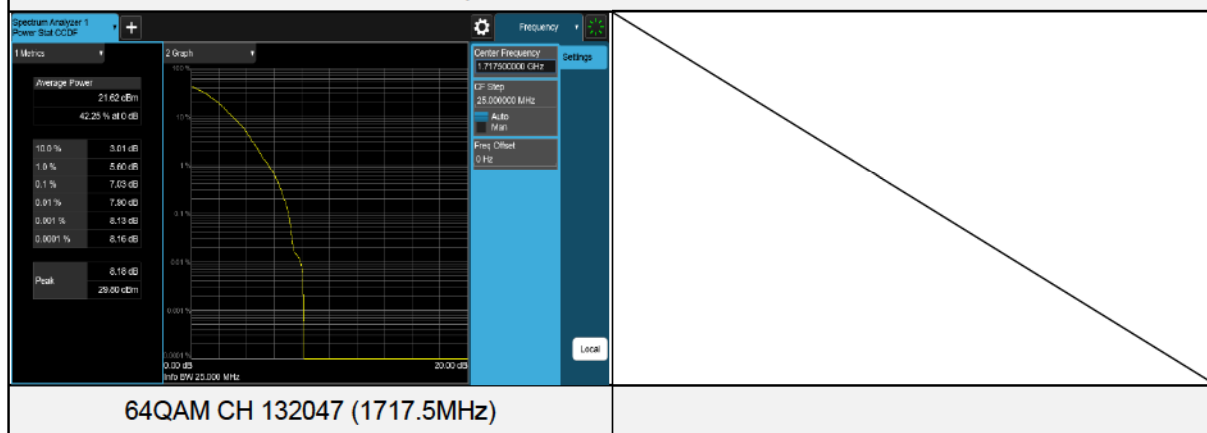 Spectrum Analyzer 1
Power Stat CCDF
+
Frequency
1 Metrics
2 Graph
Center Frequency
1.717500000 GHz
Settings
CF Step
25.000000 MHz
Auto
Man
Freq Offset
0 Hz
Average Power
21.62 dBm
42.25 % at 0 dB
10.0 % 3.01 dB
1.0 % 5.60 dB
0.1 % 7.03 dB
0.01 % 7.90 dB
0.001 % 8.13 dB
0.0001 % 8.16 dB
Peak
8.18 dB
29.80 dBm
100 %
10 %
1 %
0.1 %
0.01 %
0.001 %
0.0001 %
0.00 dB 20.00 dB
Info BW 25.000 MHz
Local
64QAM CH 132047 (1717.5MHz)